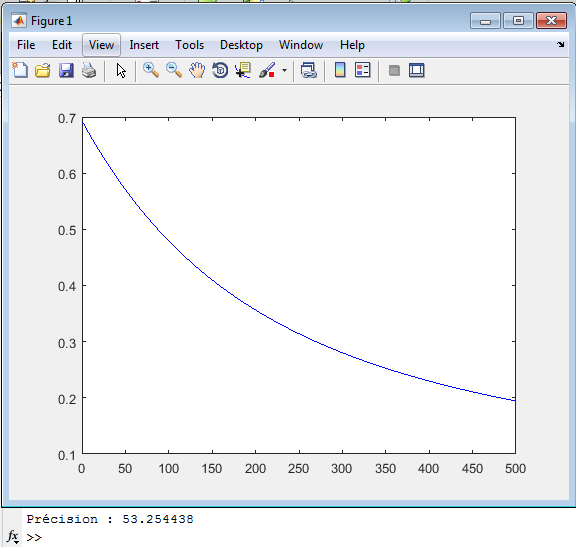 Figure 1
File Edit View Insert Tools Desktop Window Help
0.7
0.6
0.5
0.4
0.3
0.2
0.1
0 50 100 150 200 250 300 350 400 450 500
Précision : 53.254438
fx >>